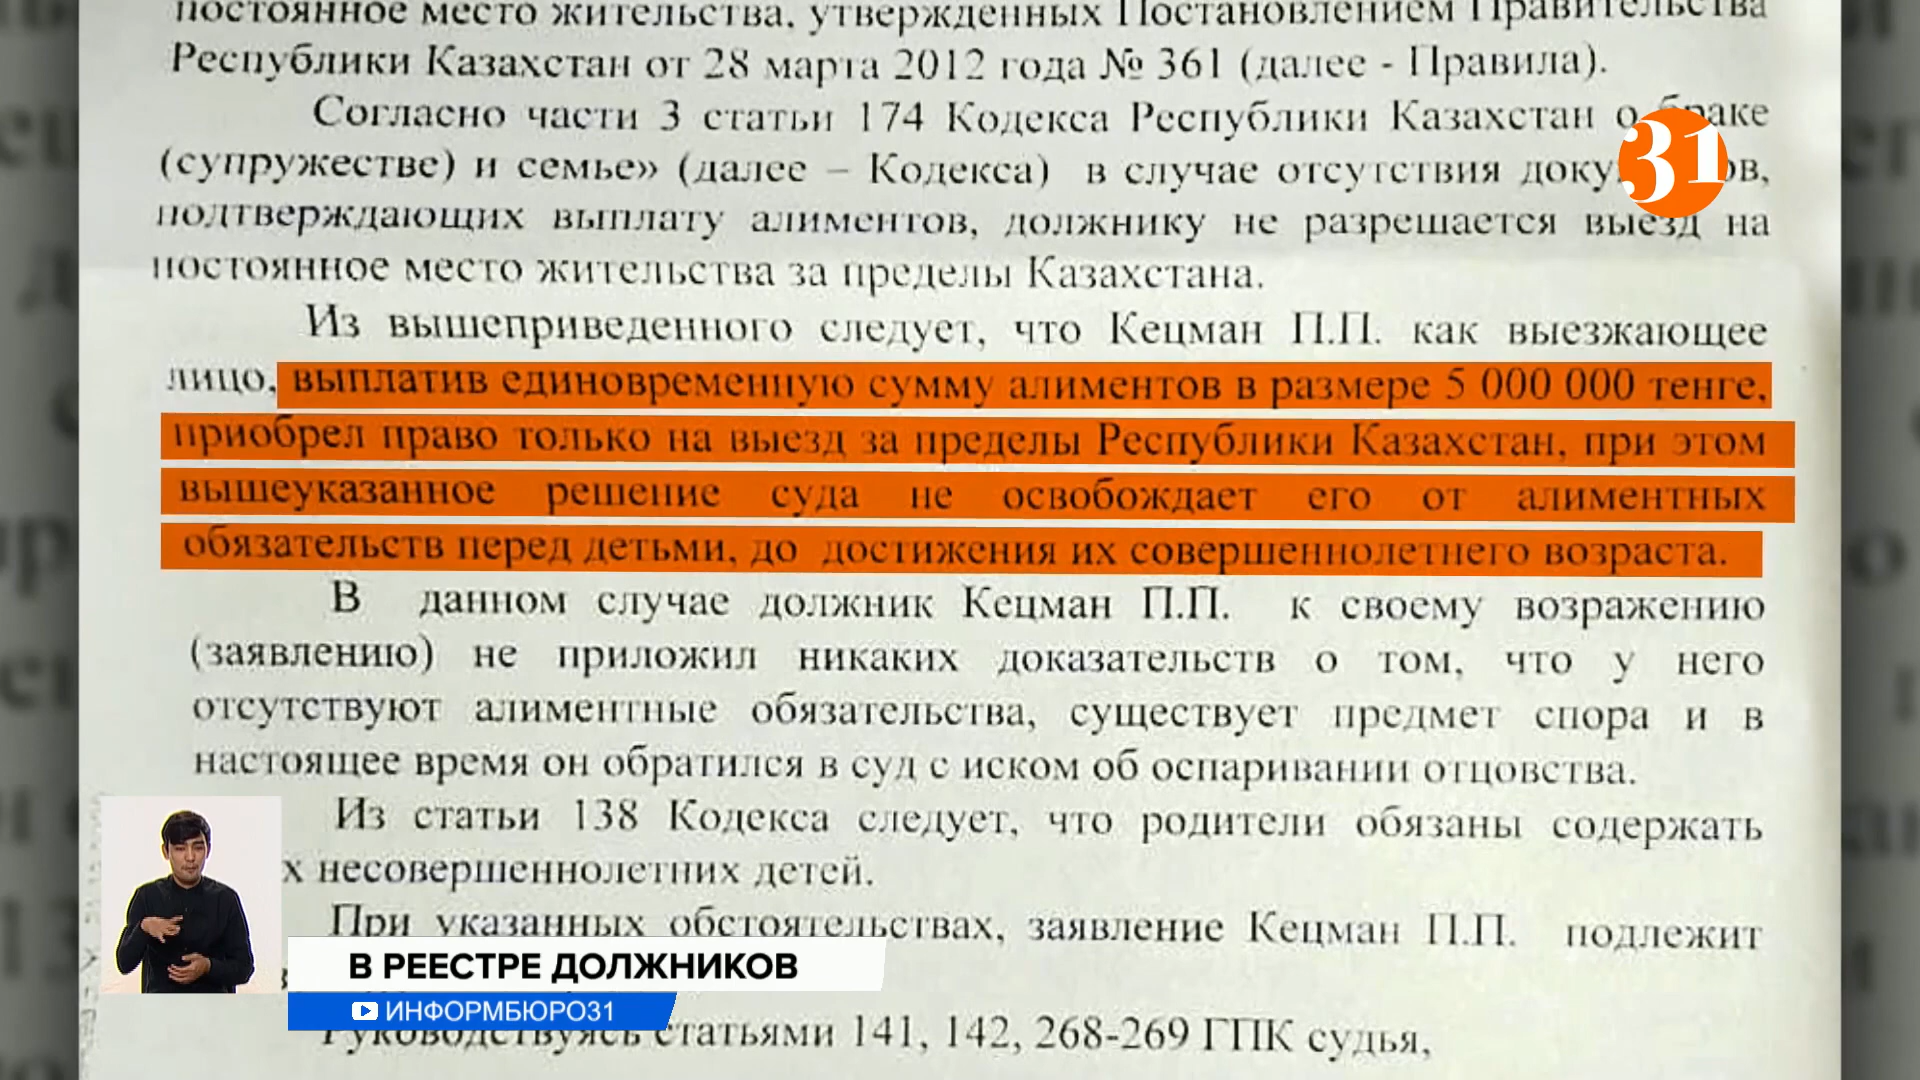 постоянное место жительства, утвержденных Постановлением Правительства
Республики Казахстан от 28 марта 2012 года № 361 (далее - Правила).
Согласно части 3 статьи 174 Кодекса Республики Казахстан о браке
(супружестве) и семье» (далее – Кодекса) в случае отсутствия
подтверждающих выплату алиментов, должнику не разрешается выезд на
постоянное место жительства за пределы Казахстана.
Из вышеприведенного следует, что Кецман П.П. как выезжающее
лицо, выплатив единовременную сумму алиментов в размере 5 000 000 тенге,
приобрел право только на выезд за пределы Республики Казахстан, при этом
вышеуказанное решение суда не освобождает его от алиментных
обязательств перед детьми, до достижения их совершеннолетнего возраста.
В данном случае должник Кецман П.П. к своему возражению
(заявлению) не приложил никаких доказательств о том, что у него
отсутствуют алиментные обязательства, существует предмет спора и в
настоящее время он обратился в суд с иском об оспаривании отцовства.
Из статьи 138 Кодекса следует, что родители обязаны содержать
х несовершеннолетних детей.
При указанных обстоятельствах, заявление Кецман П.П. подлежит
Руководствуясь статьями 141, 142, 268-269 ГПК судья,
31
В РЕЕСТРЕ ДОЛЖНИКОВ
ИНФОРМБЮРО31